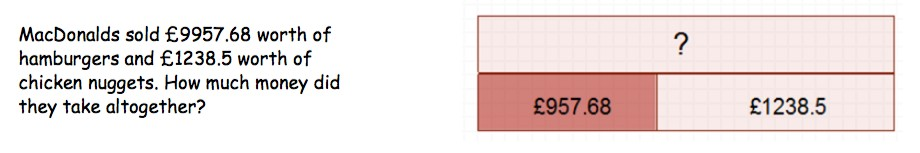 MacDonalds sold £9957.68 worth of
hamburgers and £1238.5 worth of
chicken nuggets. How much money did
they take altogether?
?
£957.68 £1238.5